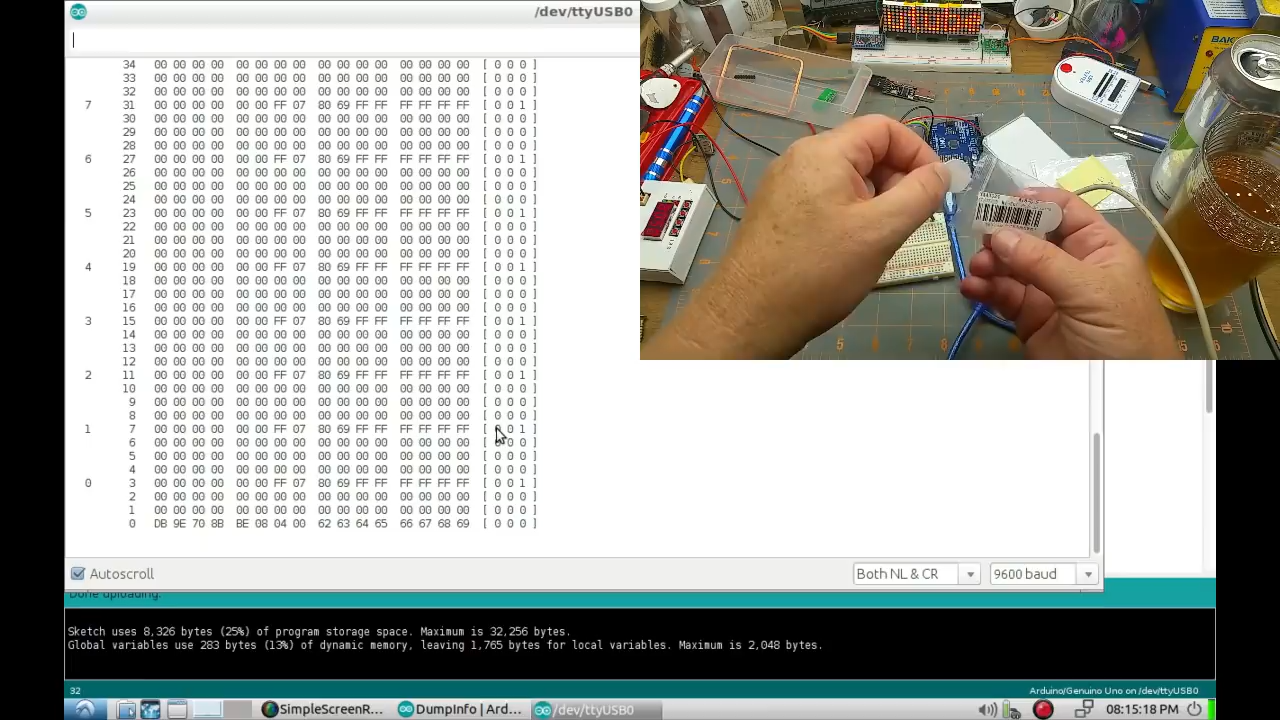 /dev/ttyUSB0
34 00 00 00 00 00 00 00 00 00 00 00 00 00 00 00 00 [ 0 0 0 ]
33 00 00 00 00 00 00 00 00 00 00 00 00 00 00 00 00 [ 0 0 0 ]
32 00 00 00 00 00 00 00 00 00 00 00 00 00 00 00 00 [ 0 0 0 ]
7 31 00 00 00 00 00 00 FF 07 80 69 FF FF FF FF FF FF [ 0 0 1 ]
30 00 00 00 00 00 00 00 00 00 00 00 00 00 00 00 00 [ 0 0 0 ]
29 00 00 00 00 00 00 00 00 00 00 00 00 00 00 00 00 [ 0 0 0 ]
28 00 00 00 00 00 00 00 00 00 00 00 00 00 00 00 00 [ 0 0 0 ]
6 27 00 00 00 00 00 00 FF 07 80 69 FF FF FF FF FF FF [ 0 0 1 ]
26 00 00 00 00 00 00 00 00 00 00 00 00 00 00 00 00 [ 0 0 0 ]
25 00 00 00 00 00 00 00 00 00 00 00 00 00 00 00 00 [ 0 0 0 ]
24 00 00 00 00 00 00 00 00 00 00 00 00 00 00 00 00 [ 0 0 0 ]
5 23 00 00 00 00 00 00 FF 07 80 69 FF FF FF FF FF FF [ 0 0 1 ]
22 00 00 00 00 00 00 00 00 00 00 00 00 00 00 00 00 [ 0 0 0 ]
21 00 00 00 00 00 00 00 00 00 00 00 00 00 00 00 00 [ 0 0 0 ]
20 00 00 00 00 00 00 00 00 00 00 00 00 00 00 00 00 [ 0 0 0 ]
4 19 00 00 00 00 00 00 FF 07 80 69 FF FF FF FF FF FF [ 0 0 1 ]
18 00 00 00 00 00 00 00 00 00 00 00 00 00 00 00 00 [ 0 0 0 ]
17 00 00 00 00 00 00 00 00 00 00 00 00 00 00 00 00 [ 0 0 0 ]
16 00 00 00 00 00 00 00 00 00 00 00 00 00 00 00 00 [ 0 0 0 ]
3 15 00 00 00 00 00 00 FF 07 80 69 FF FF FF FF FF FF [ 0 0 1 ]
14 00 00 00 00 00 00 00 00 00 00 00 00 00 00 00 00 [ 0 0 0 ]
13 00 00 00 00 00 00 00 00 00 00 00 00 00 00 00 00 [ 0 0 0 ]
12 00 00 00 00 00 00 00 00 00 00 00 00 00 00 00 00 [ 0 0 0 ]
2 11 00 00 00 00 00 00 FF 07 80 69 FF FF FF FF FF FF [ 0 0 1 ]
10 00 00 00 00 00 00 00 00 00 00 00 00 00 00 00 00 [ 0 0 0 ]
9 00 00 00 00 00 00 00 00 00 00 00 00 00 00 00 00 [ 0 0 0 ]
8 00 00 00 00 00 00 00 00 00 00 00 00 00 00 00 00 [ 0 0 0 ]
1 7 00 00 00 00 00 00 FF 07 80 69 FF FF FF FF FF FF [ 0 0 1 ]
6 00 00 00 00 00 00 00 00 00 00 00 00 00 00 00 00 [ 0 0 0 ]
5 00 00 00 00 00 00 00 00 00 00 00 00 00 00 00 00 [ 0 0 0 ]
4 00 00 00 00 00 00 00 00 00 00 00 00 00 00 00 00 [ 0 0 0 ]
0 3 00 00 00 00 00 00 FF 07 80 69 FF FF FF FF FF FF [ 0 0 1 ]
2 00 00 00 00 00 00 00 00 00 00 00 00 00 00 00 00 [ 0 0 0 ]
1 00 00 00 00 00 00 00 00 00 00 00 00 00 00 00 00 [ 0 0 0 ]
0 DB 9E 70 8B BE 08 04 00 62 63 64 65 66 67 68 69 [ 0 0 0 ]
Autoscroll
Both NL & CR
9600 baud
Done uploading.
Sketch uses 8,326 bytes (25%) of program storage space. Maximum is 32,256 bytes.
Global variables use 283 bytes (13%) of dynamic memory, leaving 1,765 bytes for local variables. Maximum is 2,048 bytes.
32
Arduino/Genuino Uno on /dev/ttyUSB0
SimpleScreenR...
DumpInfo | Ard...
/dev/ttyUSB0
08:15:18 PM